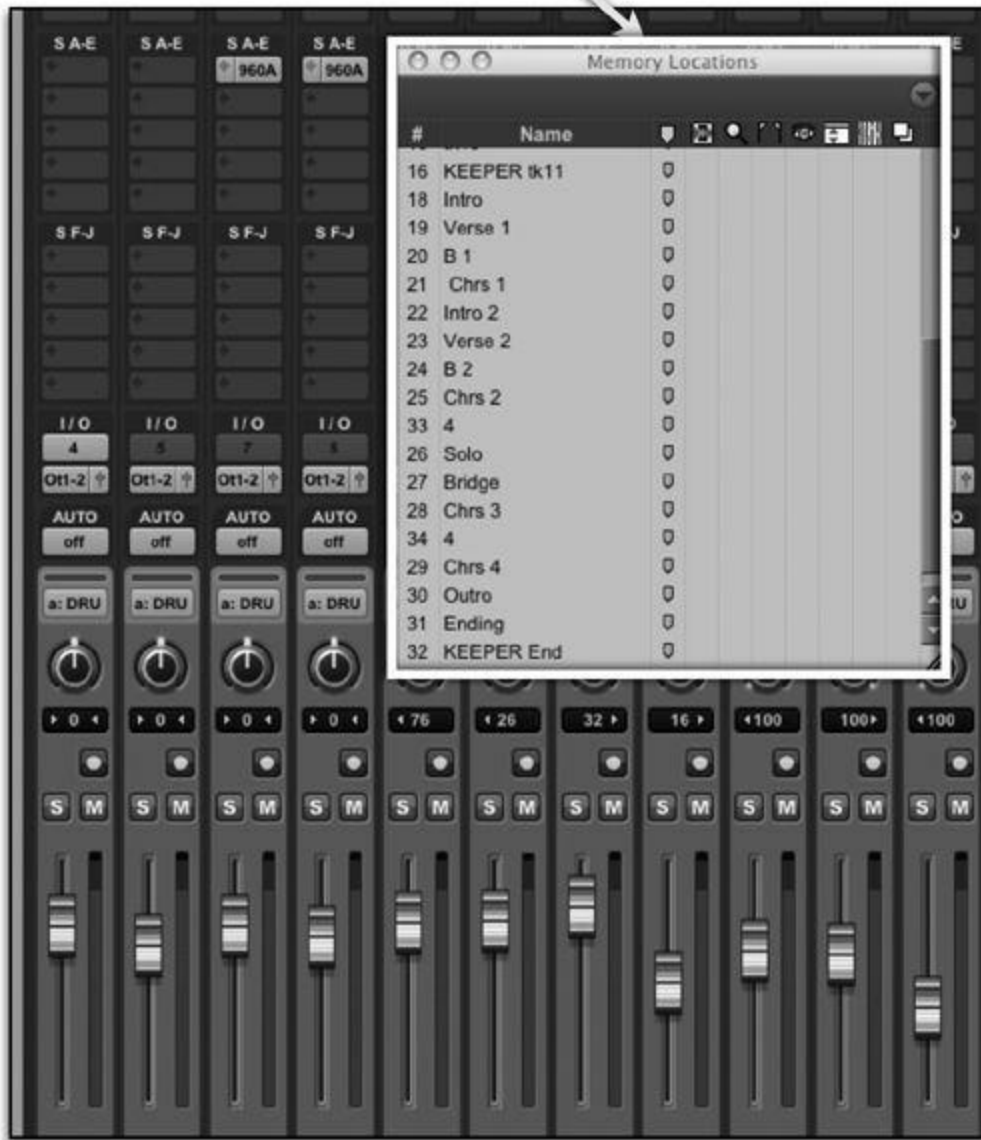 S A-E S A-E S A-E S A-E
960A 960A
S F-J S F-J S F-J S F-J
I/O I/O I/O I/O
4 5 7
Ot1-2 Ot1-2 Ot1-2 Ot1-2
AUTO AUTO AUTO AUTO
off off off off
a: DRU a: DRU a: DRU a: DRU
Memory Locations
# Name
16 KEEPER tk11
18 Intro
19 Verse 1
20 B 1
21 Chrs 1
22 Intro 2
23 Verse 2
24 B 2
25 Chrs 2
33 4
26 Solo
27 Bridge
28 Chrs 3
34 4
29 Chrs 4
30 Outro
31 Ending
32 KEEPER End
0 0 0 0 76 26 32 16 100 100 100
S M S M S M S M S M S M S M S M S M S M S M